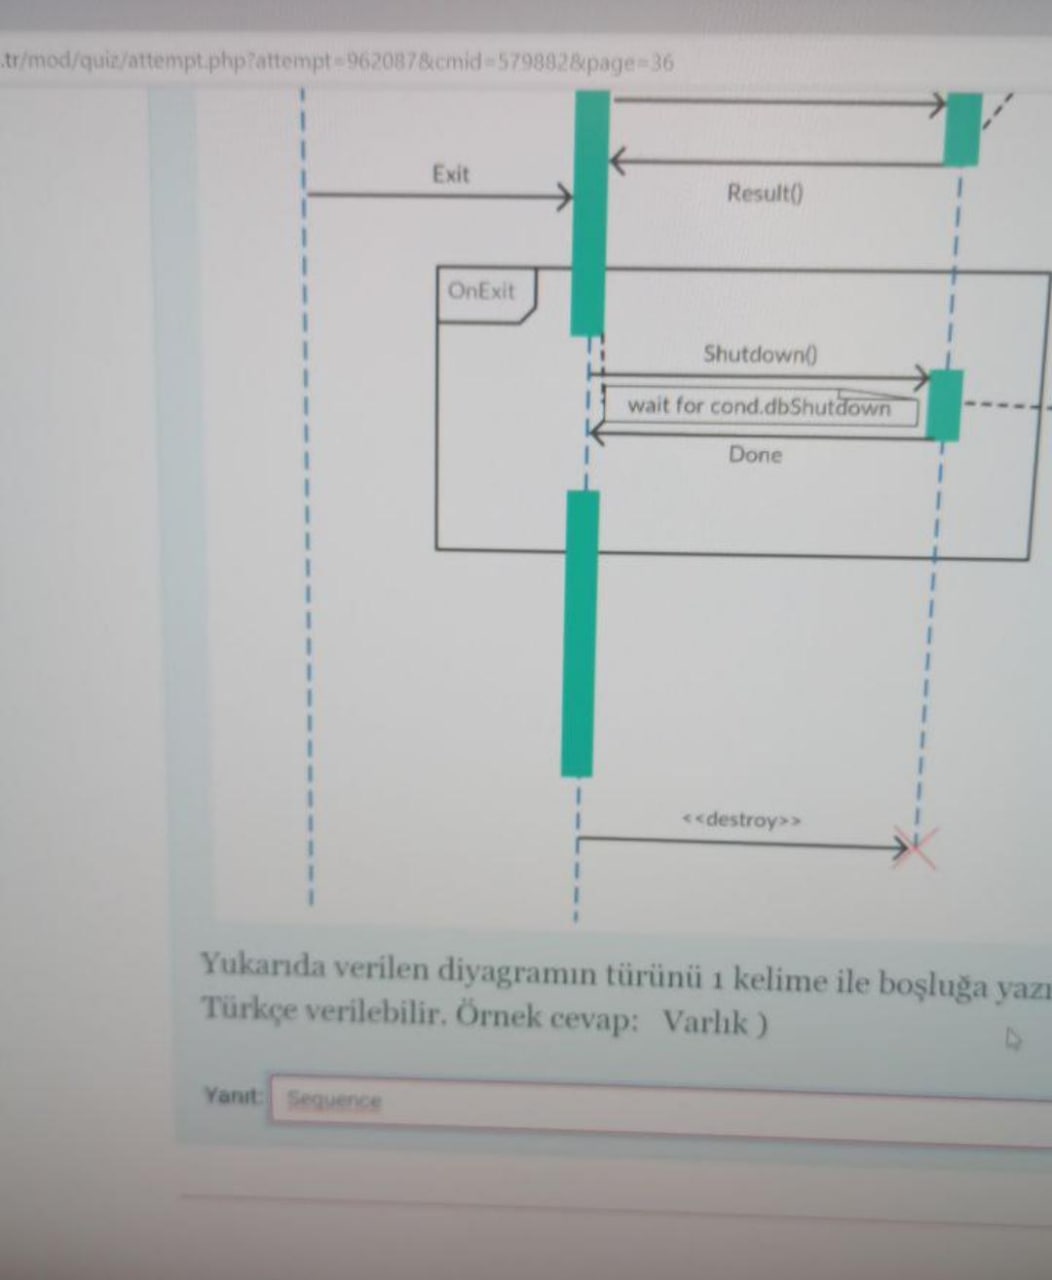 .tr/mod/quiz/attempt.php?attempt=962087&cmid=579882&page=36
Exit
Result()
OnExit
Shutdown()
wait for cond.dbShutdown
Done
<<destroy>>
Yukarıda verilen diyagramın türünü 1 kelime ile boşluğa yazı
Türkçe verilebilir. Örnek cevap: Varlık )
Yanıt: Sequence